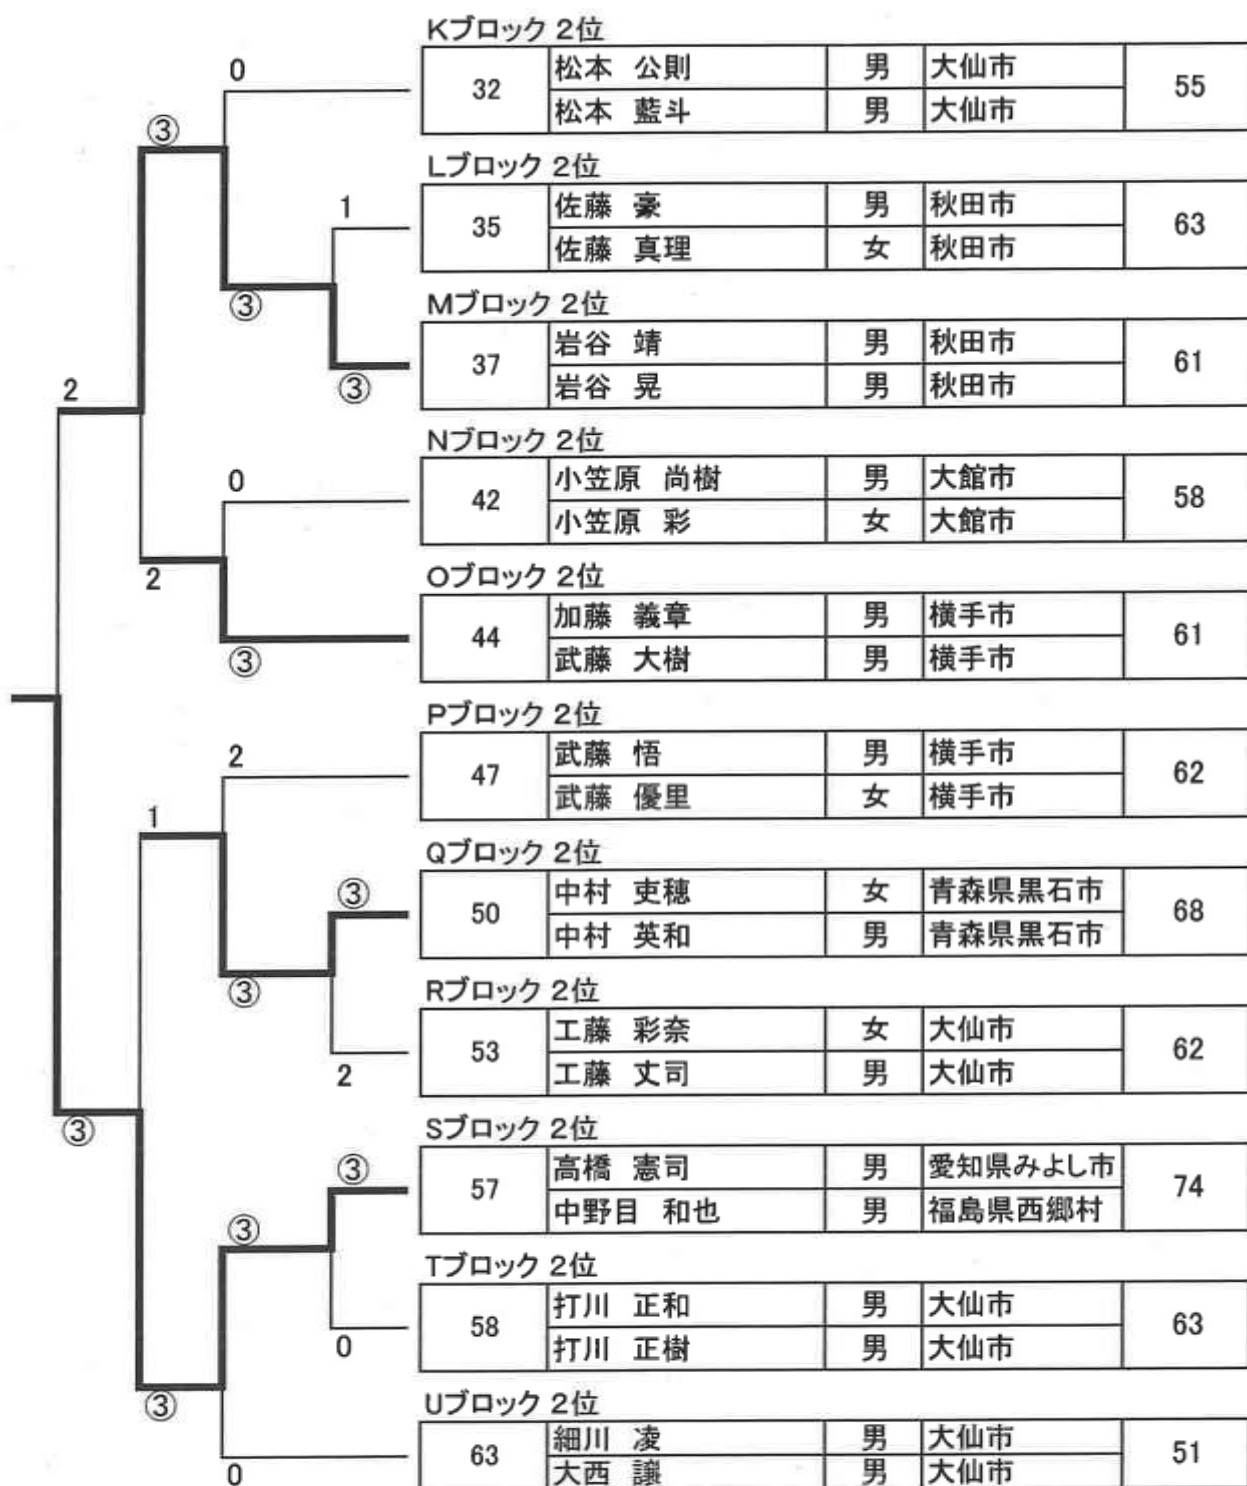 Kブロック 2位
0
32 松本 公則 男 大仙市 55
松本 藍斗 男 大仙市
③
Lブロック 2位
1
35 佐藤 豪 男 秋田市 63
佐藤 真理 女 秋田市
③
Mブロック 2位
37 岩谷 靖 男 秋田市 61
岩谷 晃 男 秋田市
③
2
Nブロック 2位
0
42 小笠原 尚樹 男 大館市 58
小笠原 彩 女 大館市
2
Oブロック 2位
44 加藤 義章 男 横手市 61
武藤 大樹 男 横手市
③
Pブロック 2位
2
47 武藤 悟 男 横手市 62
武藤 優里 女 横手市
1
Qブロック 2位
③
50 中村 吏穂 女 青森県黒石市 68
中村 英和 男 青森県黒石市
③
Rブロック 2位
53 工藤 彩奈 女 大仙市 62
工藤 丈司 男 大仙市
2
③
Sブロック 2位
③
57 高橋 憲司 男 愛知県みよし市 74
中野目 和也 男 福島県西郷村
③
Tブロック 2位
58 打川 正和 男 大仙市 63
打川 正樹 男 大仙市
0
③
Uブロック 2位
63 細川 凌 男 大仙市 51
大西 譲 男 大仙市
0